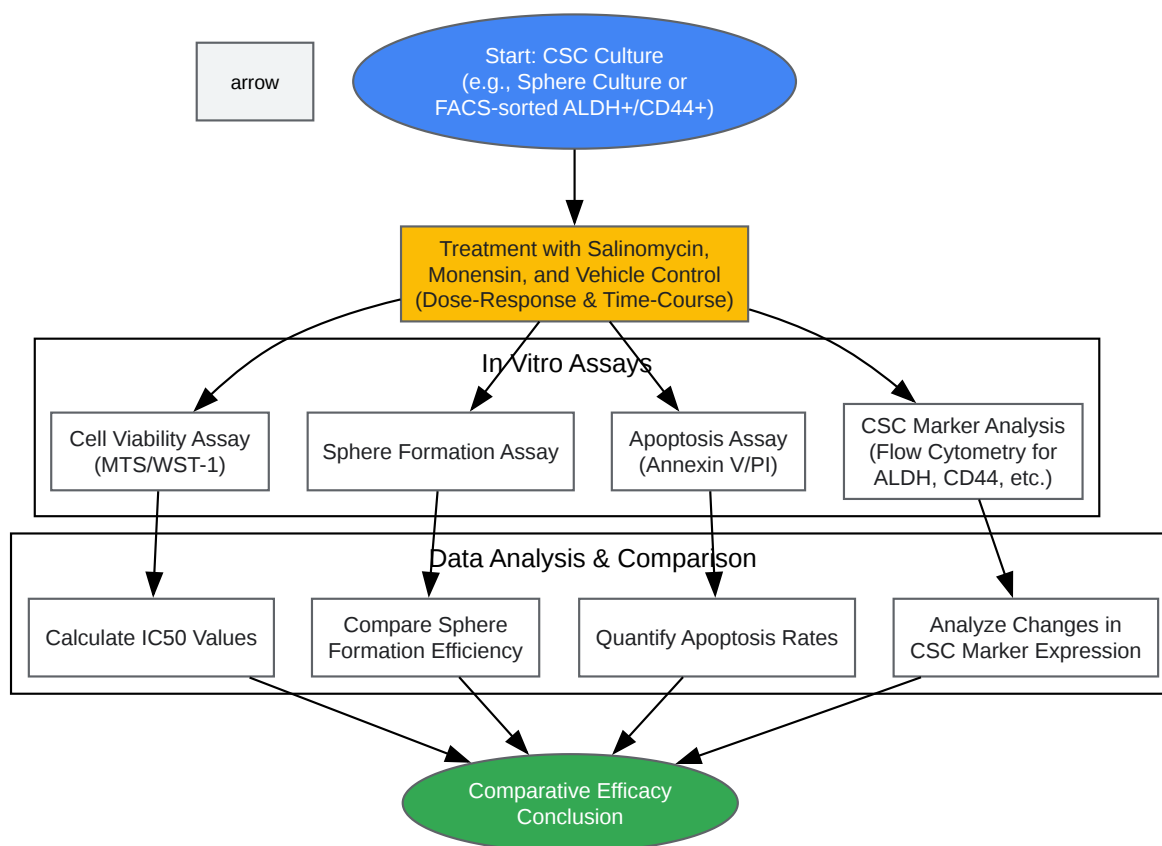 arrow
Start: CSC Culture
(e.g., Sphere Culture or
FACS-sorted ALDH+/CD44+)
Treatment with Salinomycin,
Monensin, and Vehicle Control
(Dose-Response & Time-Course)
In Vitro Assays
Cell Viability Assay
(MTS/WST-1)
Sphere Formation Assay
Apoptosis Assay
(Annexin V/PI)
CSC Marker Analysis
(Flow Cytometry for
ALDH, CD44, etc.)
Data Analysis & Comparison
Calculate IC50 Values
Compare Sphere
Formation Efficiency
Quantify Apoptosis Rates
Analyze Changes in
CSC Marker Expression
Comparative Efficacy
Conclusion